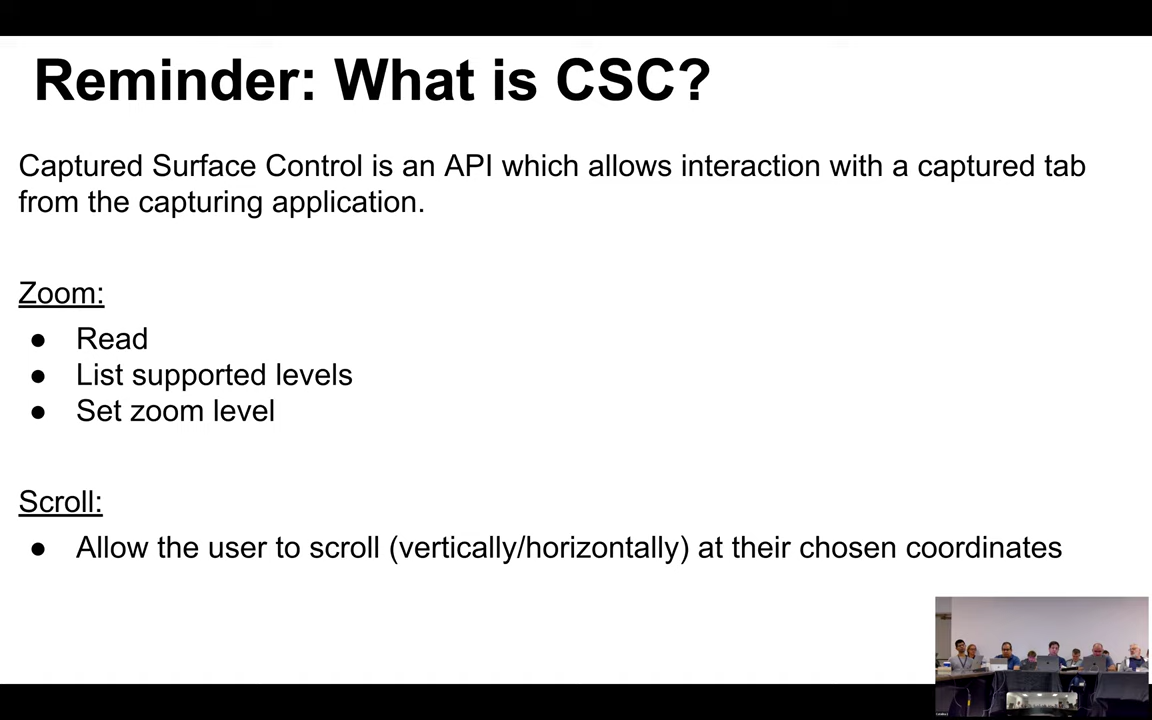 Reminder: What is CSC?
Captured Surface Control is an API which allows interaction with a captured tab
from the capturing application.
Zoom:
● Read
● List supported levels
● Set zoom level
Scroll:
● Allow the user to scroll (vertically/horizontally) at their chosen coordinates